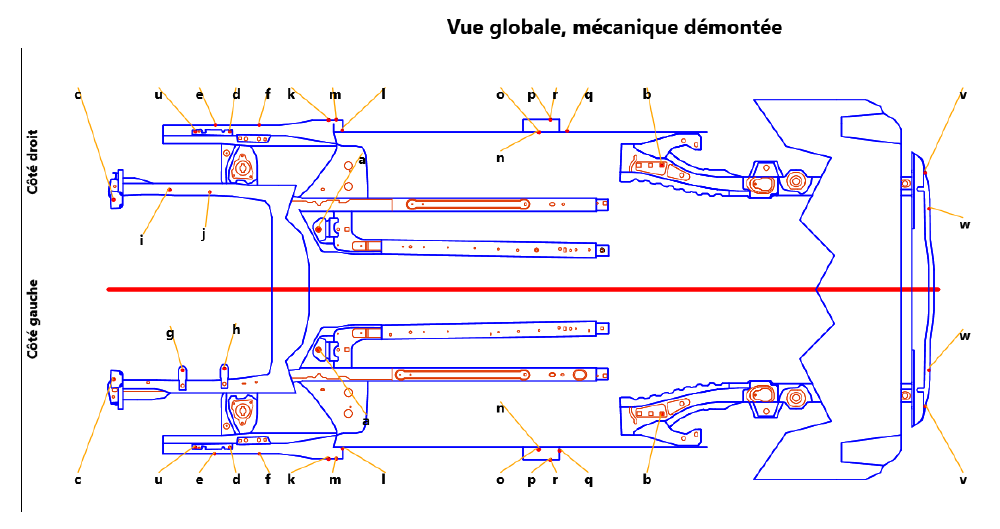 Vue globale, mécanique démontée
c u e d f k m l o p r q b v
Côté droit
a
n
i j
w
Côté gauche
g h
w
n
a
c u e d f k m l o p r q b v